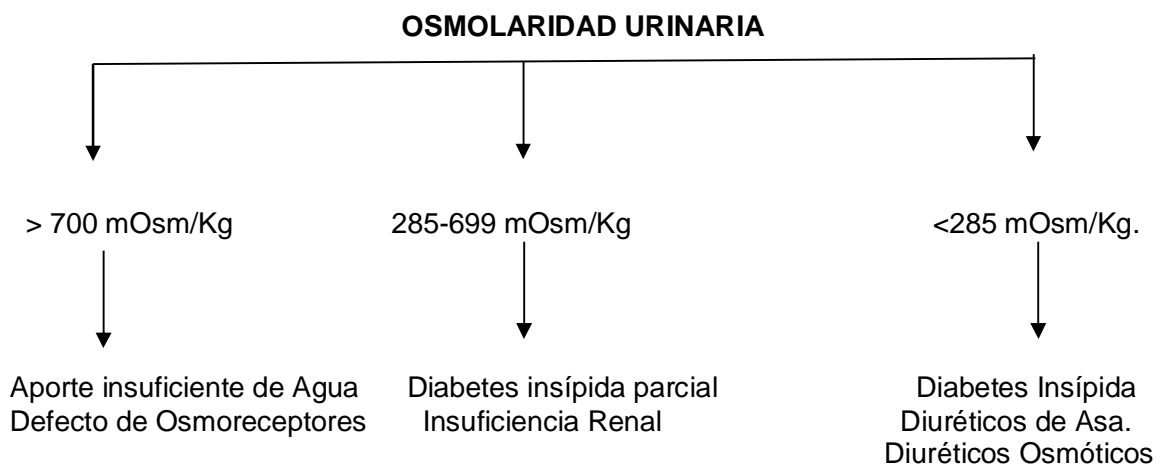 OSMOLARIDAD URINARIA
> 700 mOsm/Kg
285-699 mOsm/Kg
<285 mOsm/Kg.
Aporte insuficiente de Agua
Defecto de Osmoreceptores
Diabetes insípida parcial
Insuficiencia Renal
Diabetes Insípida
Diuréticos de Asa.
Diuréticos Osmóticos